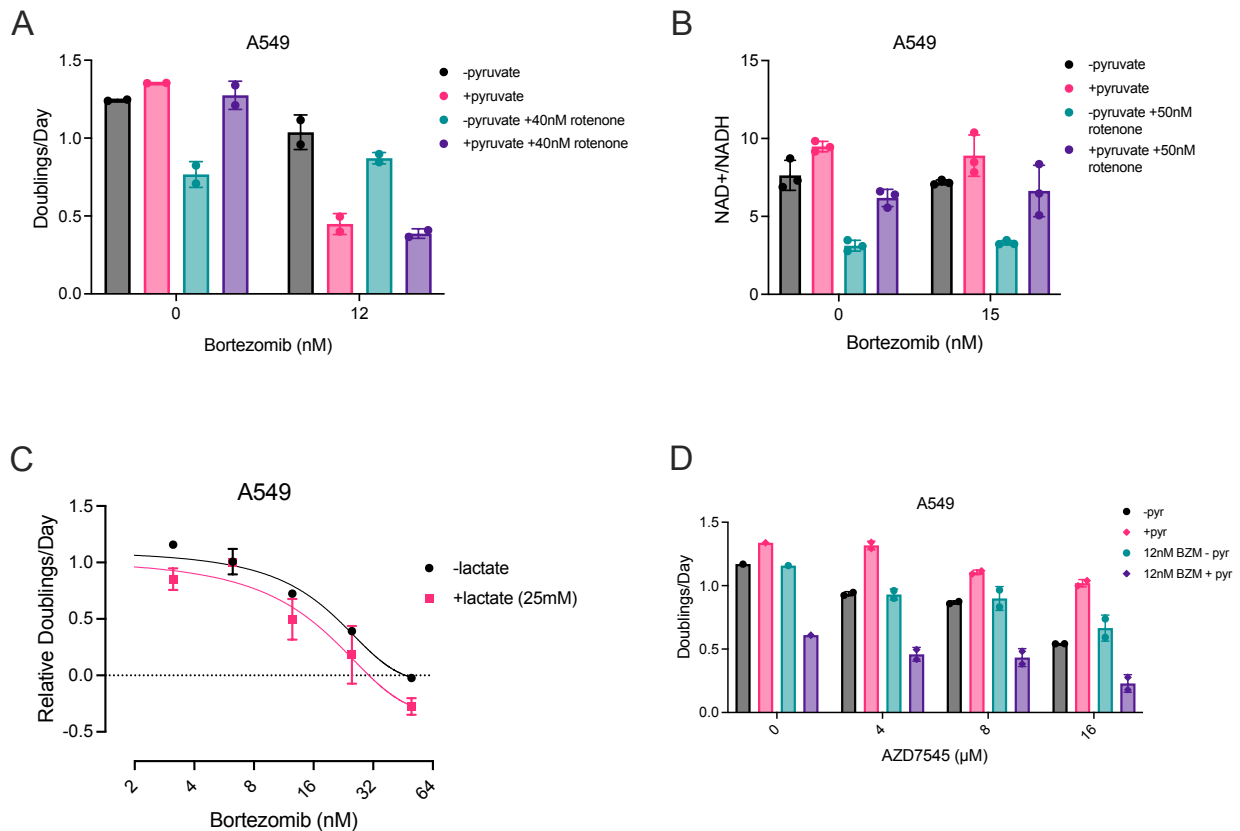 A
A549
Doublings/Day
1.5
1.0
0.5
0.0
0
12
Bortezomib (nM)
-pyruvate
+pyruvate
-pyruvate +40nM rotenone
+pyruvate +40nM rotenone
B
A549
NAD+/NADH
15
10
5
0
0
15
Bortezomib (nM)
-pyruvate
+pyruvate
-pyruvate +50nM
rotenone
+pyruvate +50nM
rotenone
C
A549
Relative Doublings/Day
1.5
1.0
0.5
0.0
-0.5
2
4
8
16
32
64
Bortezomib (nM)
-lactate
+lactate (25mM)
D
A549
Doublings/Day
1.5
1.0
0.5
0.0
0
4
8
16
AZD7545 (µM)
-pyr
+pyr
12nM BZM - pyr
12nM BZM + pyr